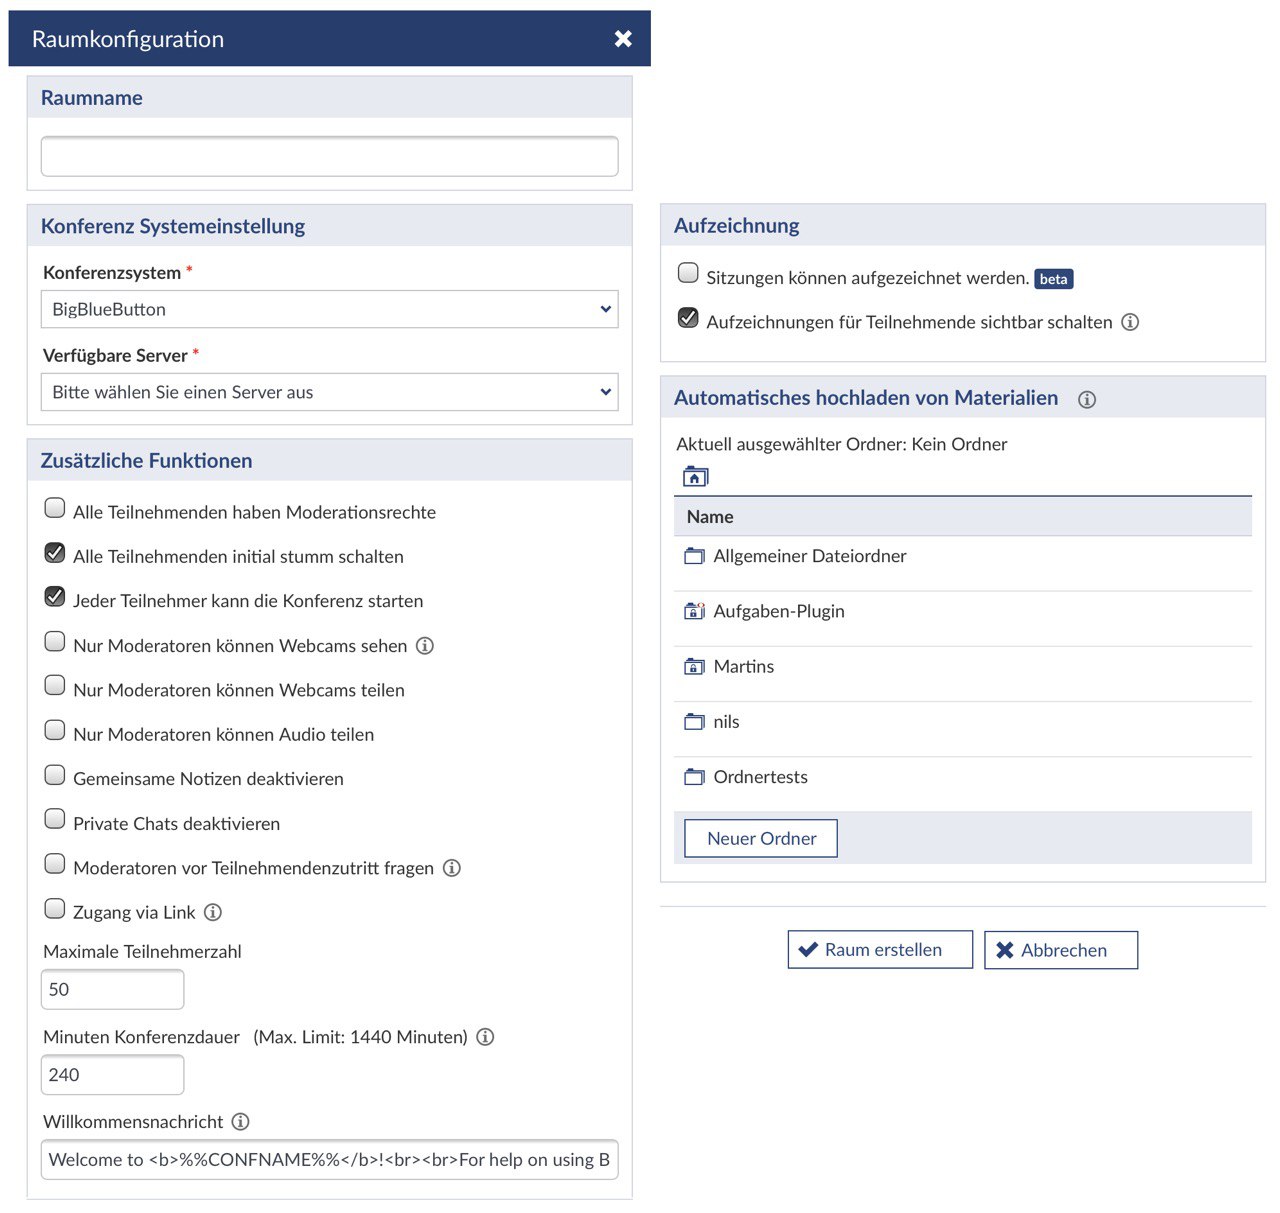 Raumkonfiguration
Raumname
Konferenz Systemeinstellung
Konferenzsystem *
BigBlueButton
Verfügbare Server *
Bitte wählen Sie einen Server aus
Zusätzliche Funktionen
Alle Teilnehmenden haben Moderationsrechte
Alle Teilnehmenden initial stumm schalten
Jeder Teilnehmer kann die Konferenz starten
Nur Moderatoren können Webcams sehen
Nur Moderatoren können Webcams teilen
Nur Moderatoren können Audio teilen
Gemeinsame Notizen deaktivieren
Private Chats deaktivieren
Moderatoren vor Teilnehmendenzutritt fragen
Zugang via Link
Maximale Teilnehmerzahl
50
Minuten Konferenzdauer (Max. Limit: 1440 Minuten)
240
Willkommensnachricht
Welcome to <b>%%CONFNAME%%</b>!<br><br>For help on using B
Aufzeichnung
Sitzungen können aufgezeichnet werden. beta
Aufzeichnungen für Teilnehmende sichtbar schalten
Automatisches hochladen von Materialien
Aktuell ausgewählter Ordner: Kein Ordner
Name
Allgemeiner Dateiordner
Aufgaben-Plugin
Martins
nils
Ordnertests
Neuer Ordner
Raum erstellen
Abbrechen